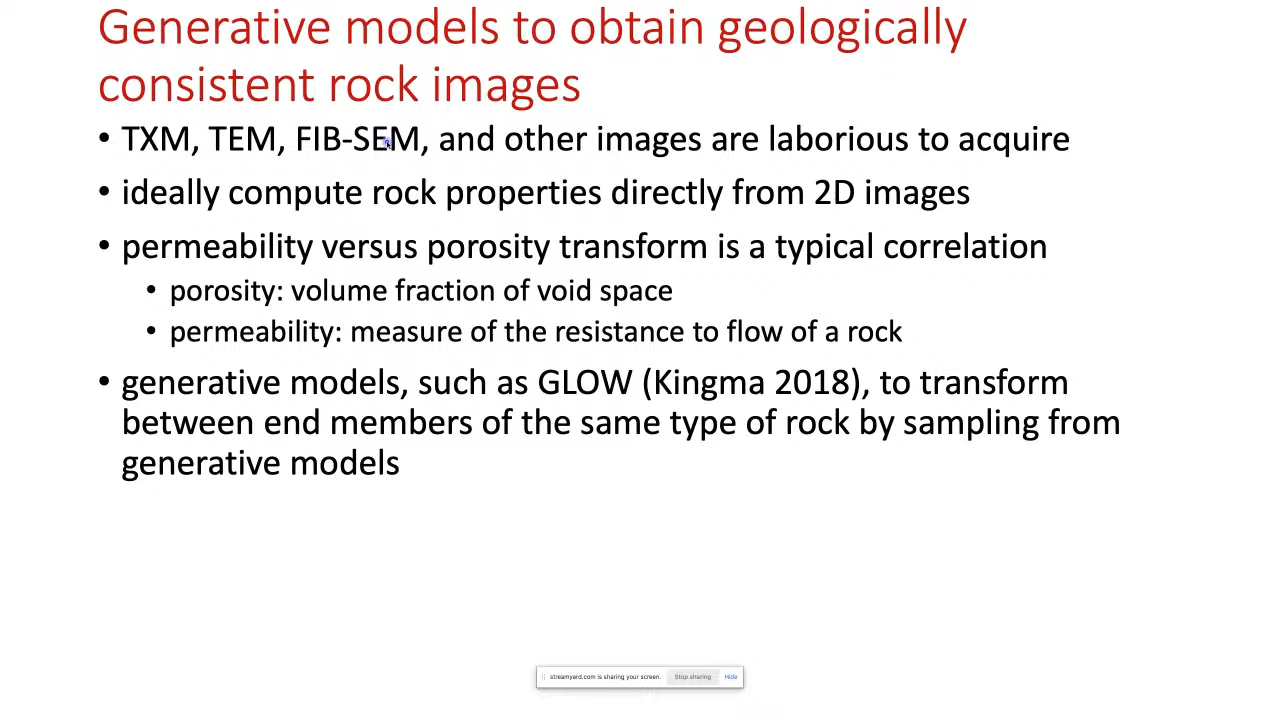 Generative models to obtain geologically
consistent rock images
• TXM, TEM, FIB-SEM, and other images are laborious to acquire
• ideally compute rock properties directly from 2D images
• permeability versus porosity transform is a typical correlation
• porosity: volume fraction of void space
• permeability: measure of the resistance to flow of a rock
• generative models, such as GLOW (Kingma 2018), to transform
between end members of the same type of rock by sampling from
generative models
streamyard.com is sharing your screen. Stop sharing Hide